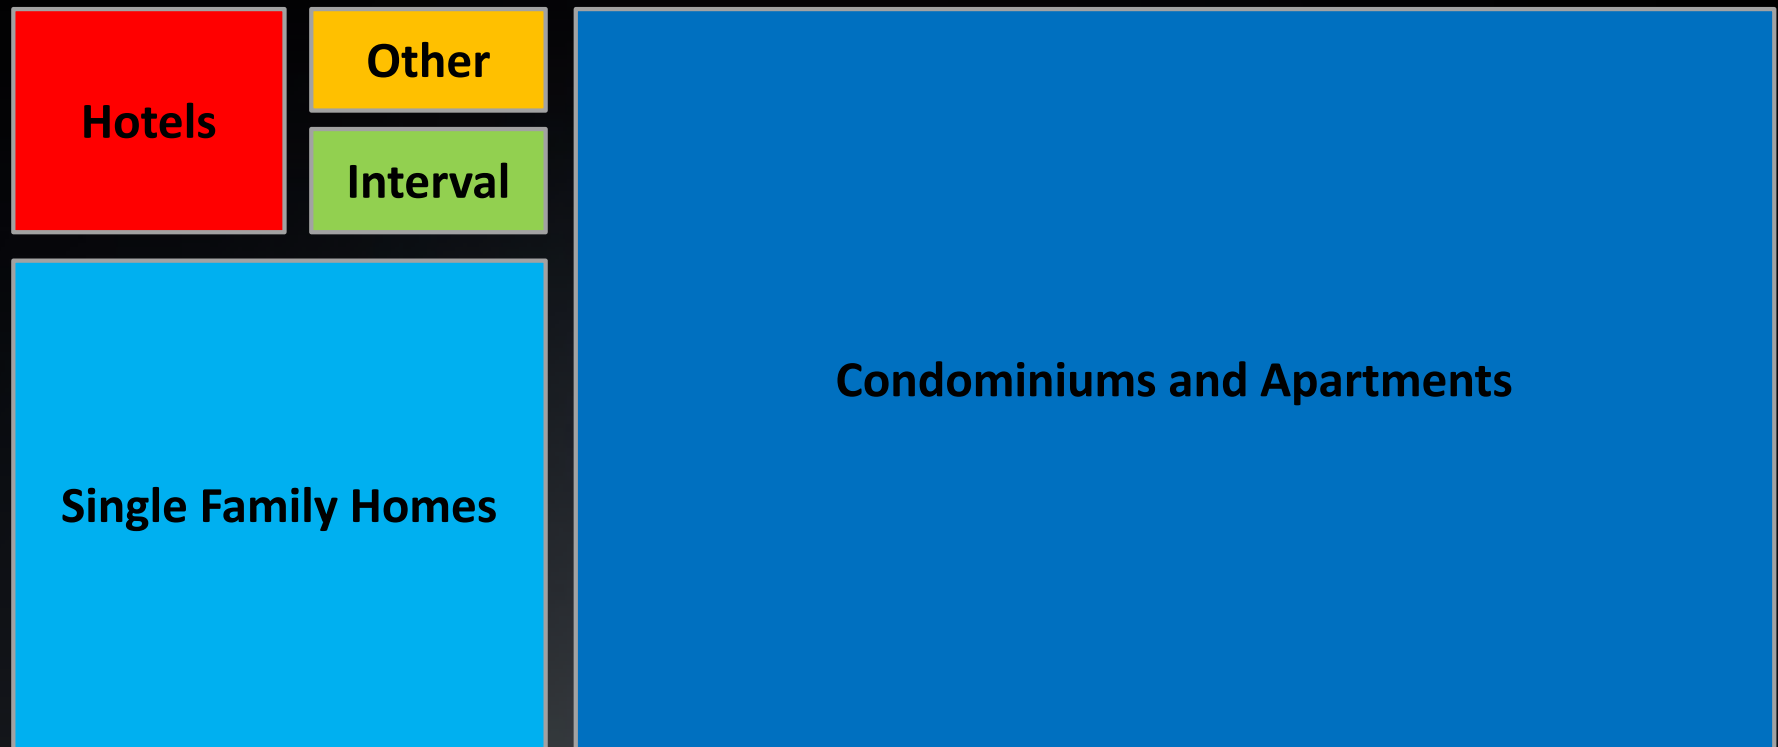 Hotels
Other
Interval
Single Family Homes
Condominiums and Apartments